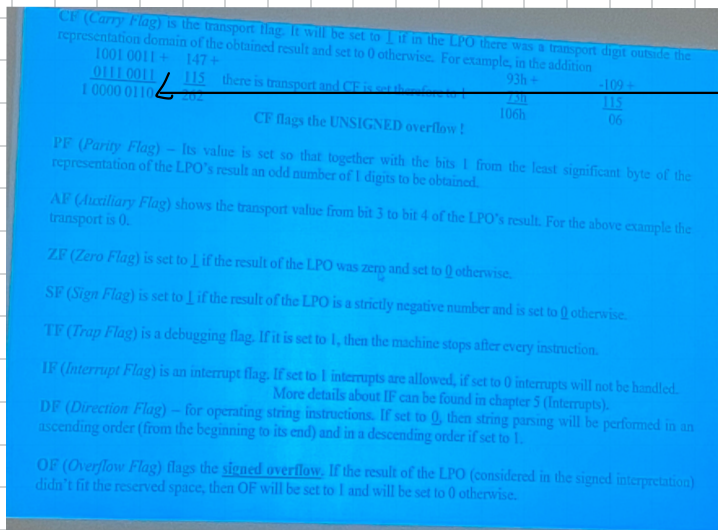 CF (Carry Flag) is the transport flag. It will be set to 1 if in the LPO there was a transport digit outside the
representation domain of the obtained result and set to 0 otherwise. For example, in the addition
1001 0011 + 147 + 93h + -109 +
0111 0011 115 there is transport and CF is set therefore to 1 73h 115
1 0000 0110 262 106h 06
CF flags the UNSIGNED overflow !
PF (Parity Flag) – Its value is set so that together with the bits 1 from the least significant byte of the
representation of the LPO's result an odd number of 1 digits to be obtained.
AF (Auxiliary Flag) shows the transport value from bit 3 to bit 4 of the LPO's result. For the above example the
transport is 0.
ZF (Zero Flag) is set to 1 if the result of the LPO was zero and set to 0 otherwise.
SF (Sign Flag) is set to 1 if the result of the LPO is a strictly negative number and is set to 0 otherwise.
TF (Trap Flag) is a debugging flag. If it is set to 1, then the machine stops after every instruction.
IF (Interrupt Flag) is an interrupt flag. If set to 1 interrupts are allowed, if set to 0 interrupts will not be handled.
More details about IF can be found in chapter 5 (Interrupts).
DF (Direction Flag) – for operating string instructions. If set to 0, then string parsing will be performed in an
ascending order (from the beginning to its end) and in a descending order if set to 1.
OF (Overflow Flag) flags the signed overflow. If the result of the LPO (considered in the signed interpretation)
didn't fit the reserved space, then OF will be set to 1 and will be set to 0 otherwise.